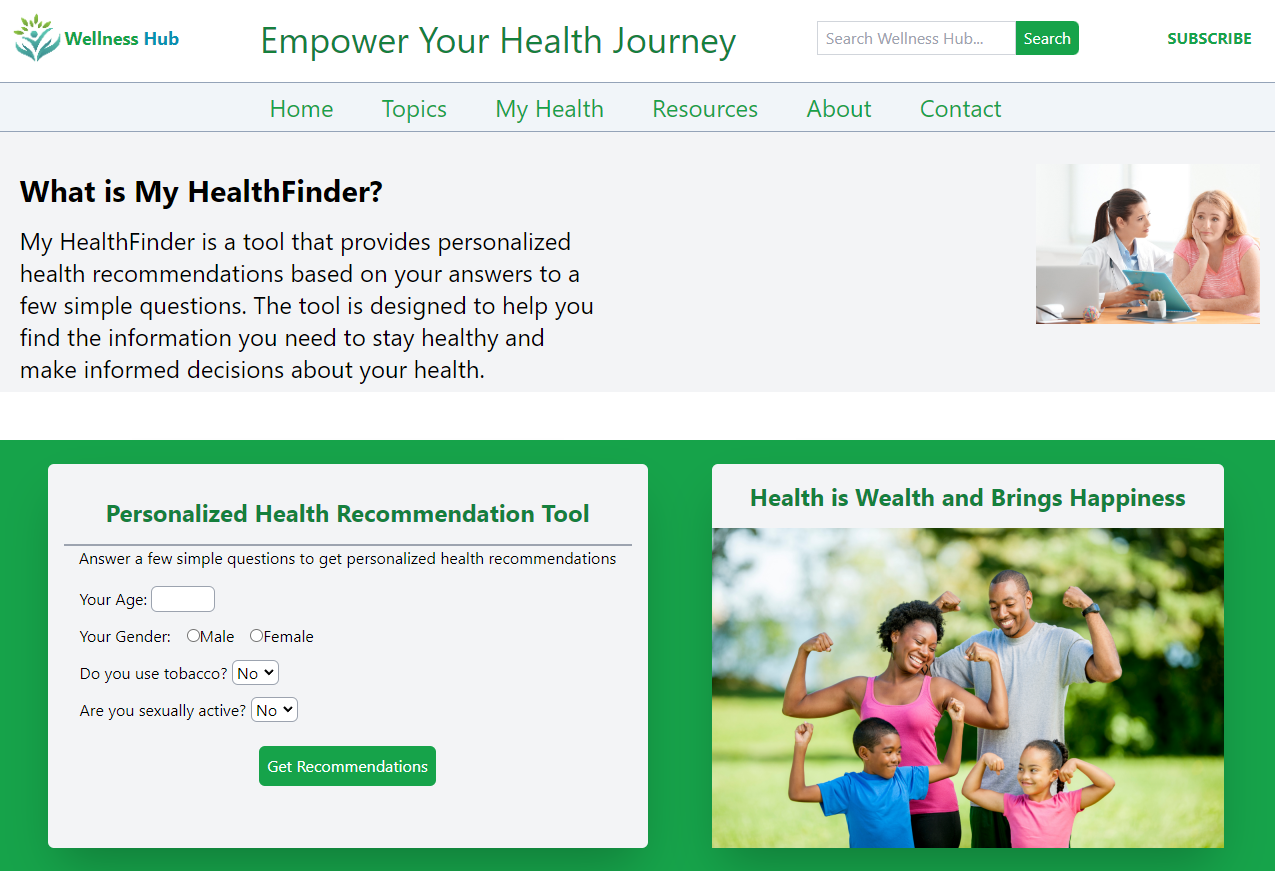 Wellness Hub
Empower Your Health Journey
Search Wellness Hub...
Search
SUBSCRIBE
Home Topics My Health Resources About Contact
What is My HealthFinder?
My HealthFinder is a tool that provides personalized
health recommendations based on your answers to a
few simple questions. The tool is designed to help you
find the information you need to stay healthy and
make informed decisions about your health.
Personalized Health Recommendation Tool
Answer a few simple questions to get personalized health recommendations
Your Age:
Your Gender: Male Female
Do you use tobacco? No
Are you sexually active? No
Get Recommendations
Health is Wealth and Brings Happiness